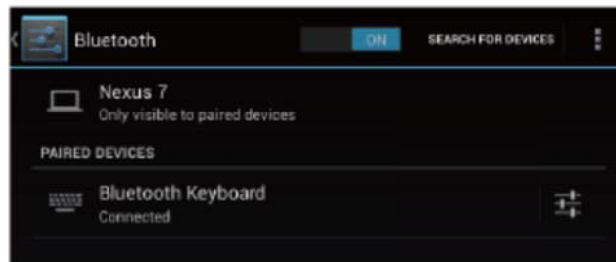 Bluetooth
ON
SEARCH FOR DEVICES
Nexus 7
Only visible to paired devices
PAIRED DEVICES
Bluetooth Keyboard
Connected